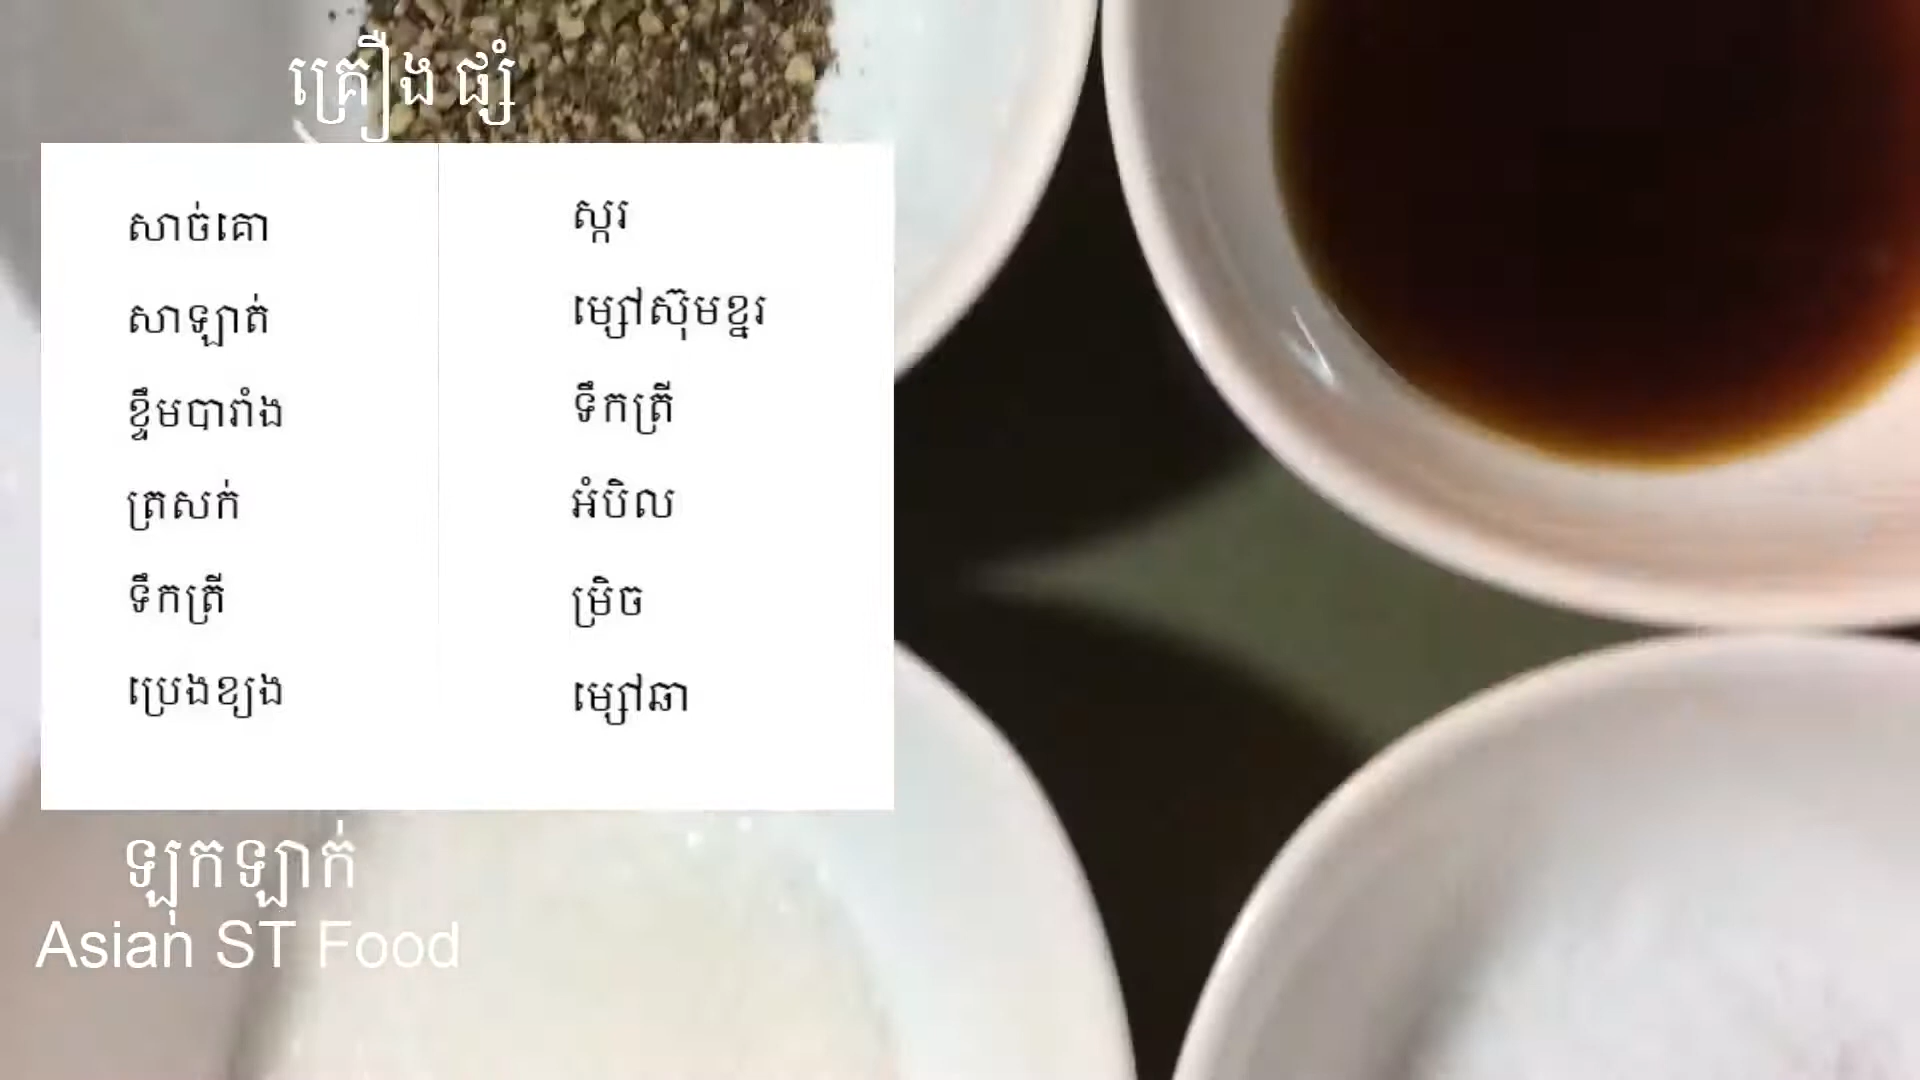 គ្រឿងផ្សំ
សាច់គោ
សាឡាត់
ខ្ទឹមបារាំង
ត្រសក់
ទឹកត្រី
ប្រេងខ្យង
ស្ករ
ម្សៅស៊ុមខ្នរ
ទឹកត្រី
អំបិល
ម្រិច
ម្សៅឆា
ឡុកឡាក់
Asian ST Food